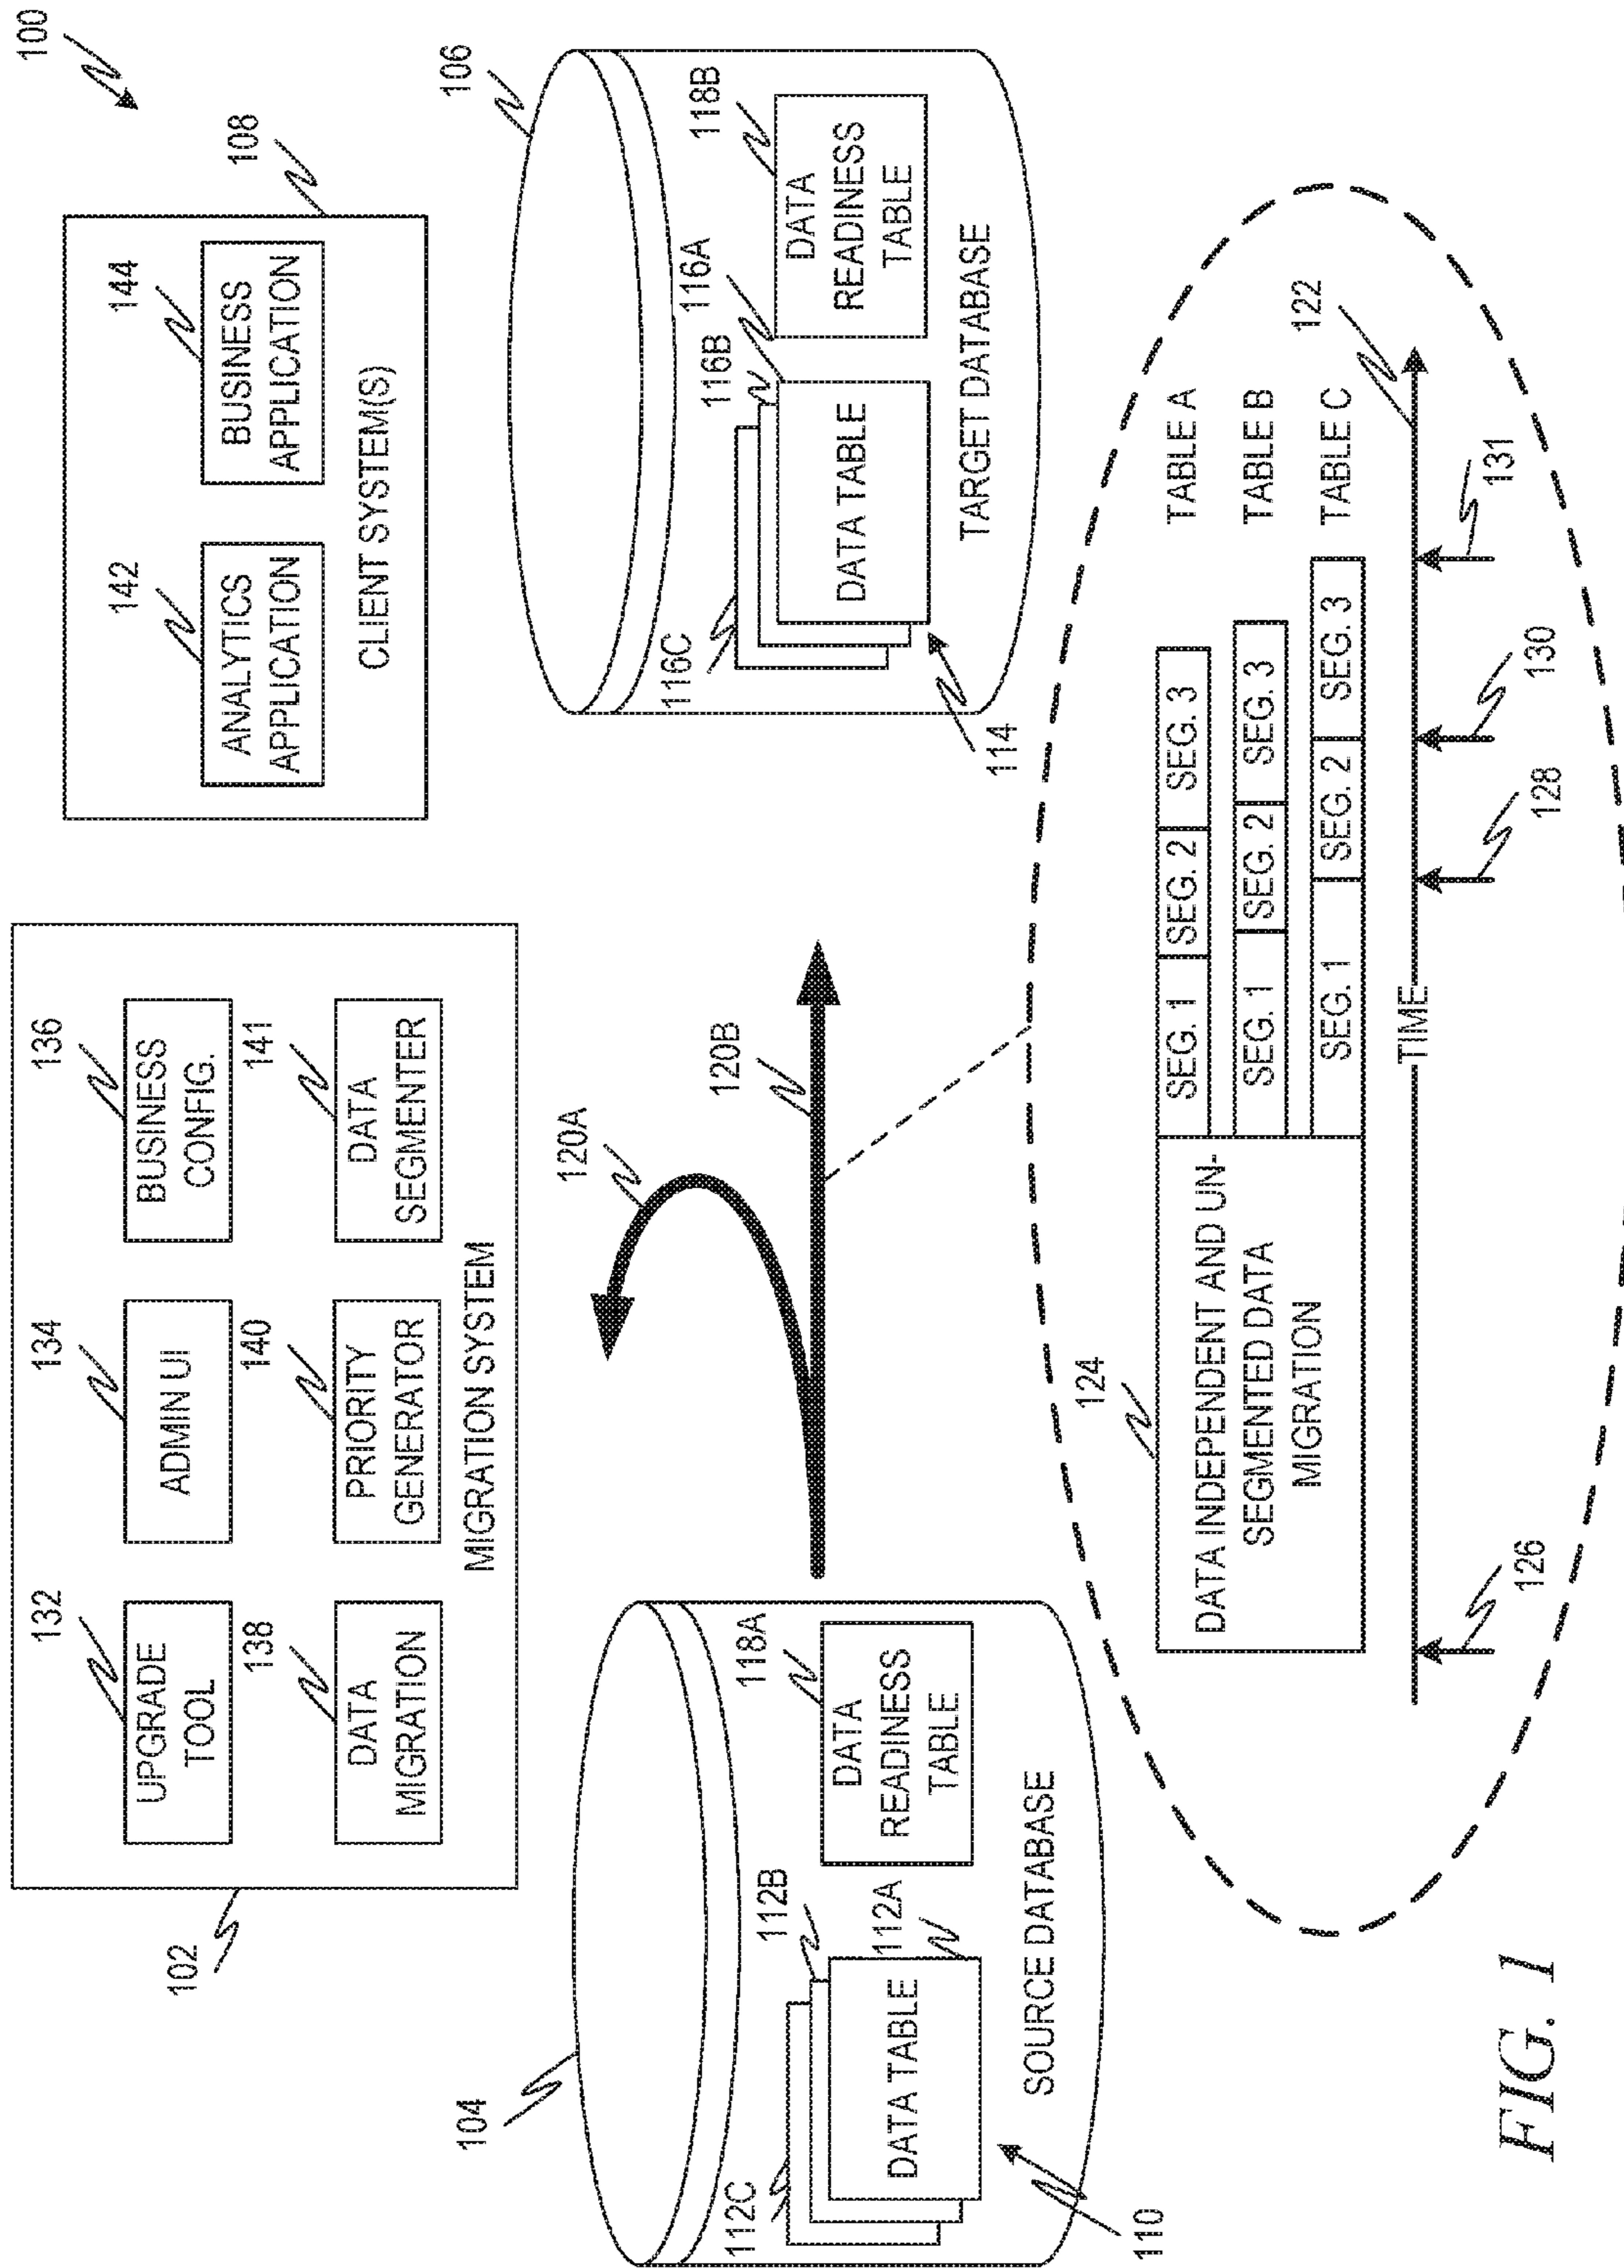 100
102
132
UPGRADE
TOOL
134
ADMIN UI
136
BUSINESS
CONFIG.
138
DATA
MIGRATION
140
PRIORITY
GENERATOR
141
DATA
SEGMENTER
MIGRATION SYSTEM
108
142
ANALYTICS
APPLICATION
144
BUSINESS
APPLICATION
CLIENT SYSTEM(S)
104
112C
112B
112A
DATA TABLE
110
118A
DATA
READINESS
TABLE
SOURCE DATABASE
120A
120B
106
116C
116B
116A
DATA TABLE
114
118B
DATA
READINESS
TABLE
TARGET DATABASE
124
DATA INDEPENDENT AND UN-
SEGMENTED DATA
MIGRATION
SEG. 1 SEG. 2 SEG. 3 TABLE A
SEG. 1 SEG. 2 SEG. 3 TABLE B
SEG. 1 SEG. 2 SEG. 3 TABLE C
TIME
122
126
128
130
131
FIG. 1